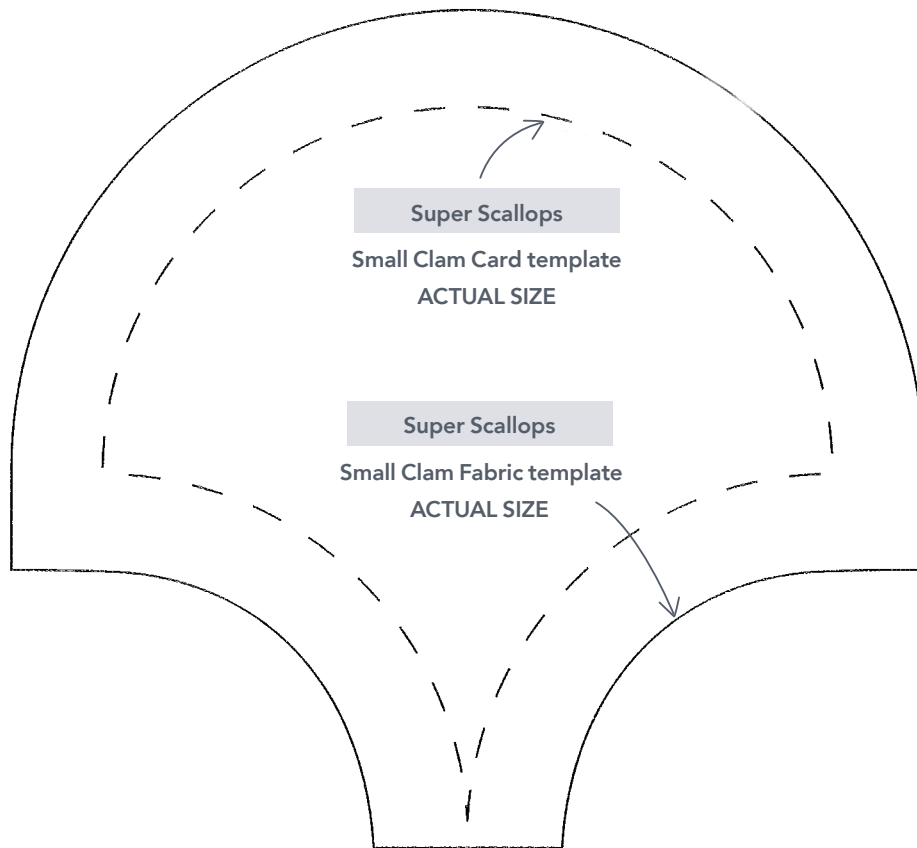 Super Scallops
Small Clam Card template
ACTUAL SIZE
Super Scallops
Small Clam Fabric template
ACTUAL SIZE